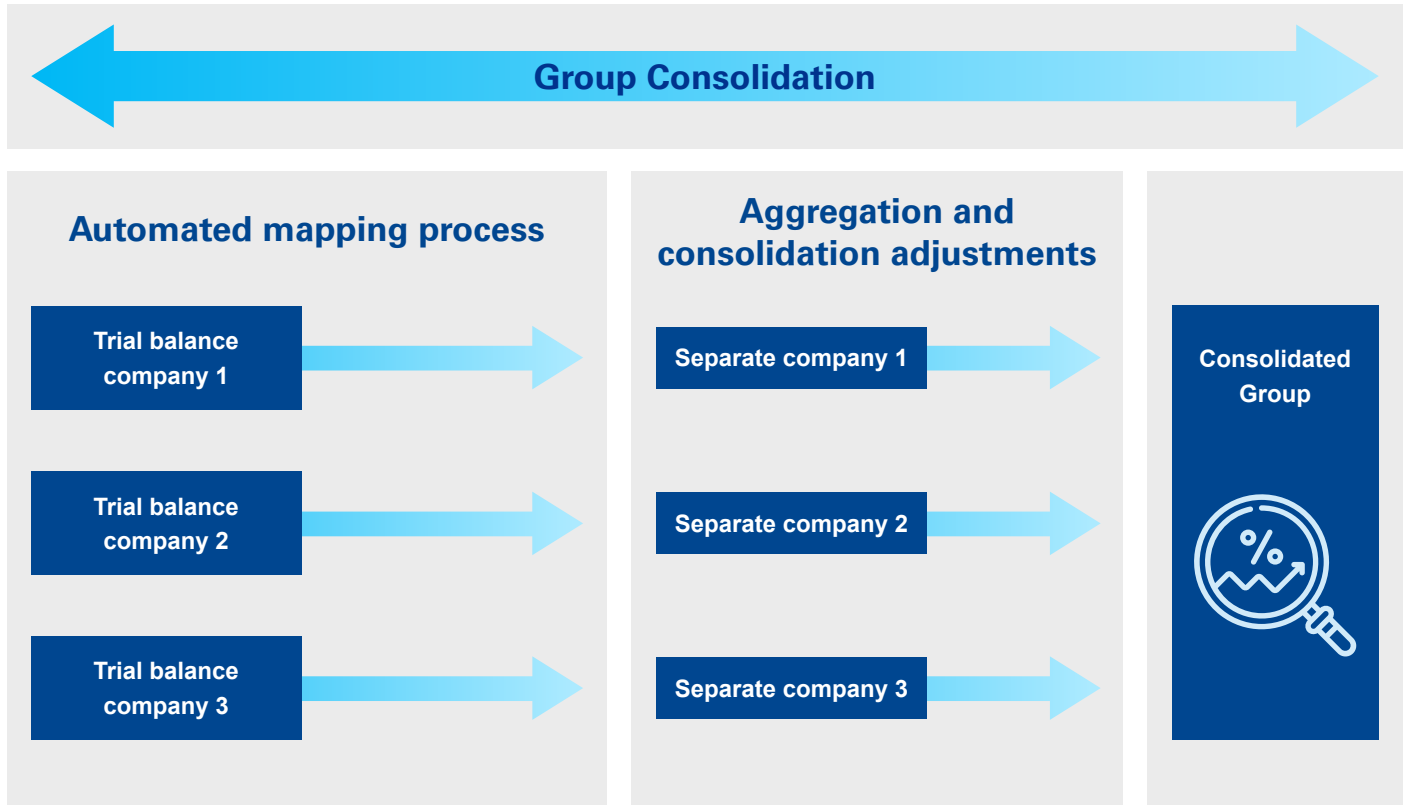 Group Consolidation
Automated mapping process
Trial balance
company 1
Trial balance
company 2
Trial balance
company 3
Aggregation and
consolidation adjustments
Separate company 1
Separate company 2
Separate company 3
Consolidated
Group
%